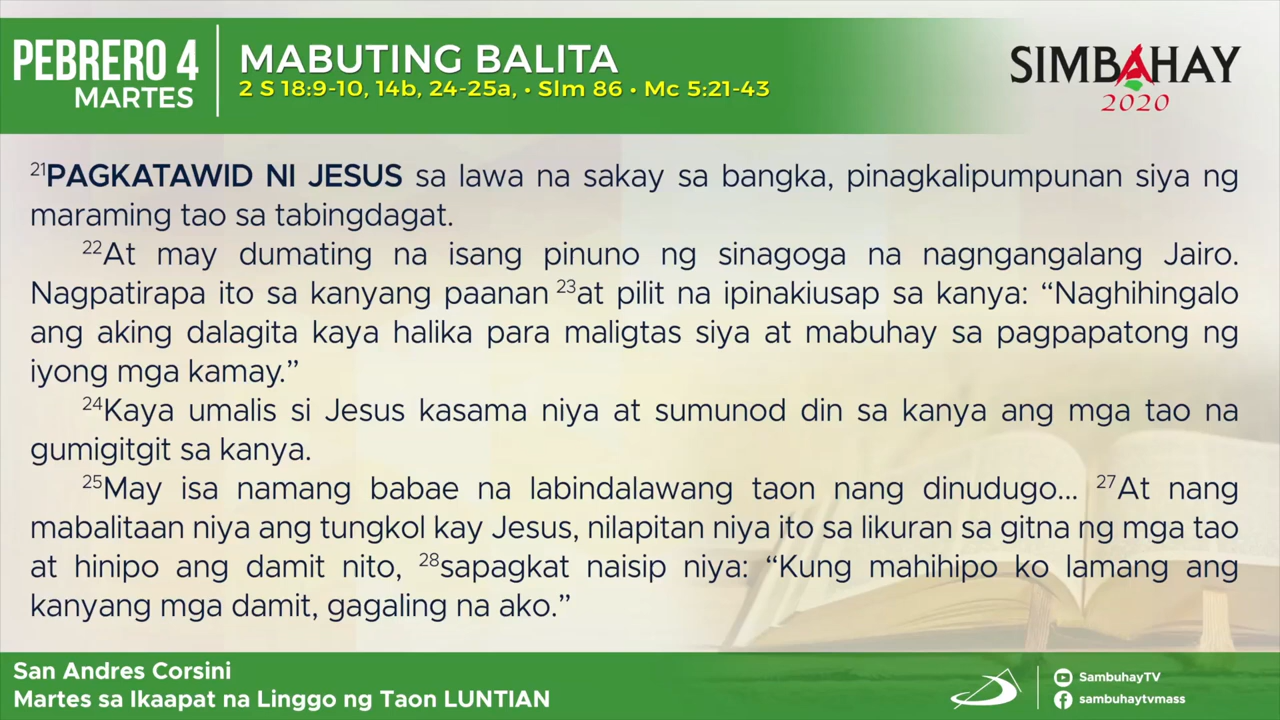 PEBRERO 4
MARTES
MABUTING BALITA
2 S 18:9-10, 14b, 24-25a, • Slm 86 • Mc 5:21-43
SIMBAHAY
2020
21PAGKATAWID NI JESUS sa lawa na sakay sa bangka, pinagkalipumpunan siya ng
maraming tao sa tabingdagat.
22At may dumating na isang pinuno ng sinagoga na nagngangalang Jairo.
Nagpatirapa ito sa kanyang paanan 23at pilit na ipinakiusap sa kanya: “Naghihingalo
ang aking dalagita kaya halika para maligtas siya at mabuhay sa pagpapatong ng
iyong mga kamay.”
24Kaya umalis si Jesus kasama niya at sumunod din sa kanya ang mga tao na
gumigitgit sa kanya.
25May isa namang babae na labindalawang taon nang dinudugo... 27At nang
mabalitaan niya ang tungkol kay Jesus, nilapitan niya ito sa likuran sa gitna ng mga tao
at hinipo ang damit nito, 28sapagkat naisip niya: “Kung mahihipo ko lamang ang
kanyang mga damit, gagaling na ako.”
San Andres Corsini
Martes sa Ikaapat na Linggo ng Taon LUNTIAN
SambuhayTV
sambuhaytvmass